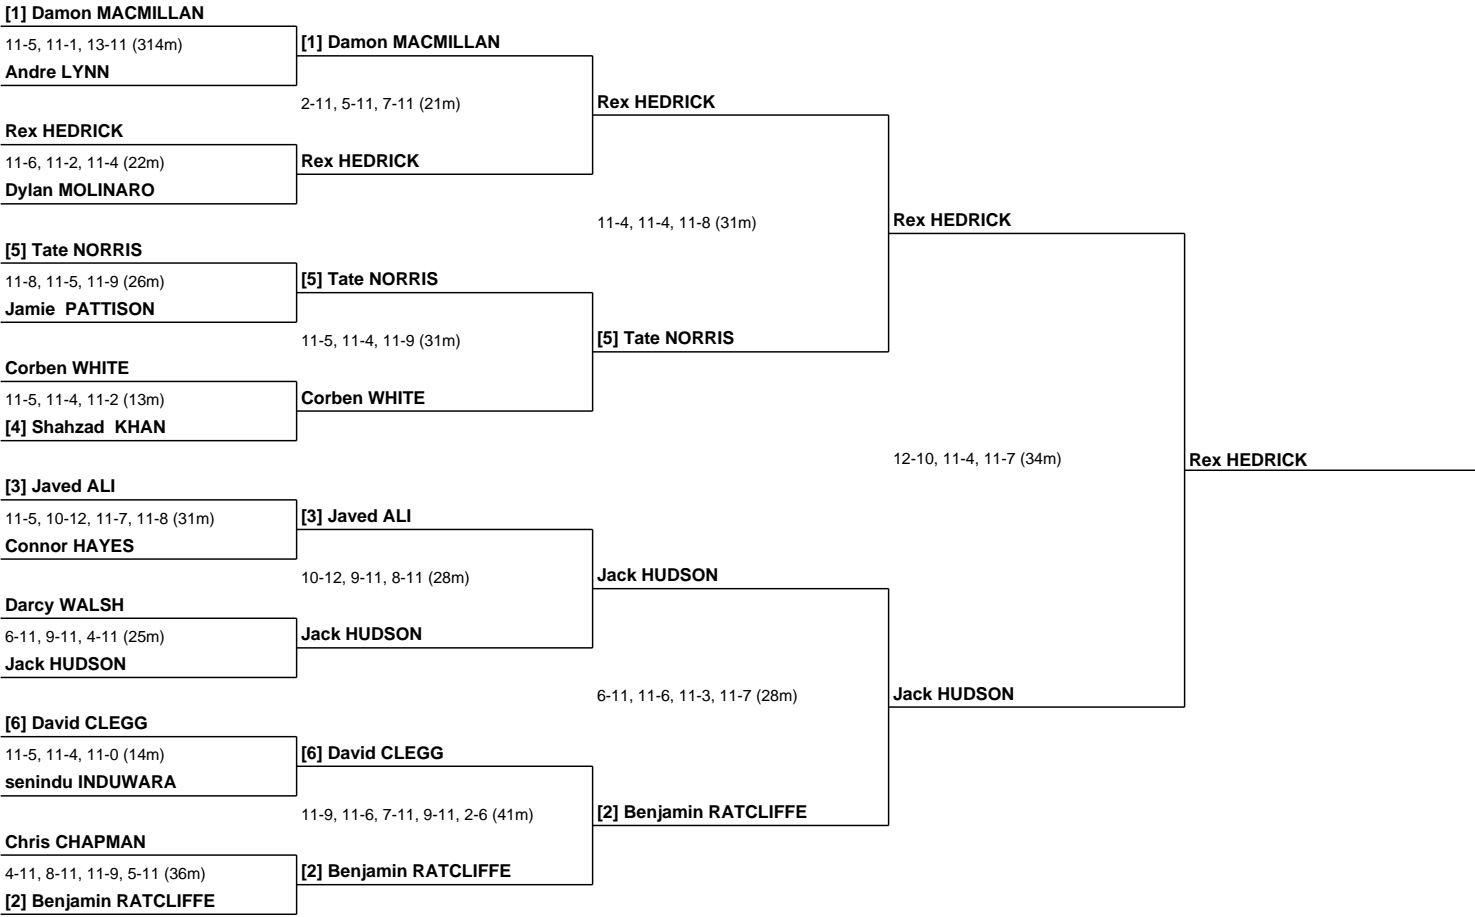 [1] Damon MACMILLAN
11-5, 11-1, 13-11 (314m)
Andre LYNN
Rex HEDRICK
11-6, 11-2, 11-4 (22m)
Dylan MOLINARO
[5] Tate NORRIS
11-8, 11-5, 11-9 (26m)
Jamie  PATTISON
Corben WHITE
11-5, 11-4, 11-2 (13m)
[4] Shahzad  KHAN
[3] Javed ALI
11-5, 10-12, 11-7, 11-8 (31m)
Connor HAYES
Darcy WALSH
6-11, 9-11, 4-11 (25m)
Jack HUDSON
[6] David CLEGG
11-5, 11-4, 11-0 (14m)
senindu INDUWARA
Chris CHAPMAN
4-11, 8-11, 11-9, 5-11 (36m)
[2] Benjamin RATCLIFFE
[1] Damon MACMILLAN
2-11, 5-11, 7-11 (21m)
Rex HEDRICK
[5] Tate NORRIS
11-5, 11-4, 11-9 (31m)
Corben WHITE
[3] Javed ALI
10-12, 9-11, 8-11 (28m)
Jack HUDSON
[6] David CLEGG
11-9, 11-6, 7-11, 9-11, 2-6 (41m)
[2] Benjamin RATCLIFFE
Rex HEDRICK
11-4, 11-4, 11-8 (31m)
[5] Tate NORRIS
Jack HUDSON
6-11, 11-6, 11-3, 11-7 (28m)
[2] Benjamin RATCLIFFE
Rex HEDRICK
12-10, 11-4, 11-7 (34m)
Jack HUDSON
Rex HEDRICK